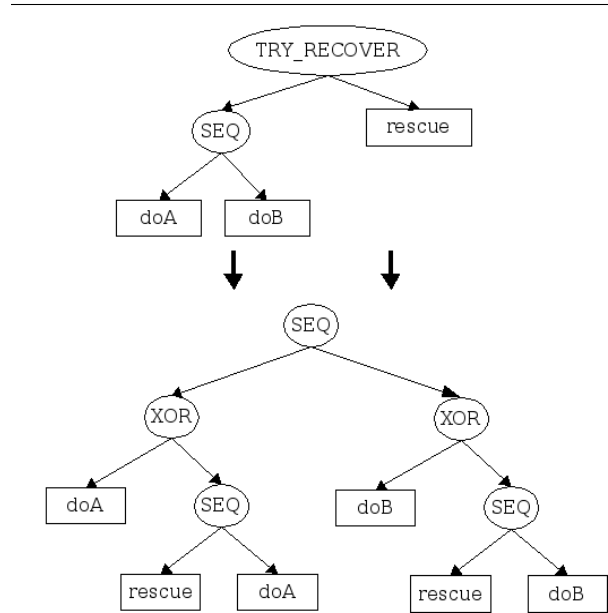 TRY_RECOVER
SEQ
rescue
doA
doB
SEQ
XOR
XOR
doA
SEQ
doB
SEQ
rescue
doA
rescue
doB